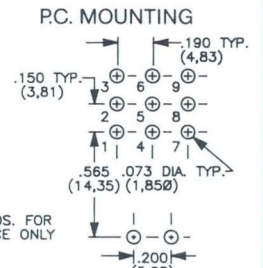 P.C. MOUNTING
.190 TYP.
(4,83)
.150 TYP.
(3,81)
3 6 9
2 5 8
1 4 7
.565 .073 DIA. TYP.
(14,35) (1,85Ø)
FOR
ONLY
.200